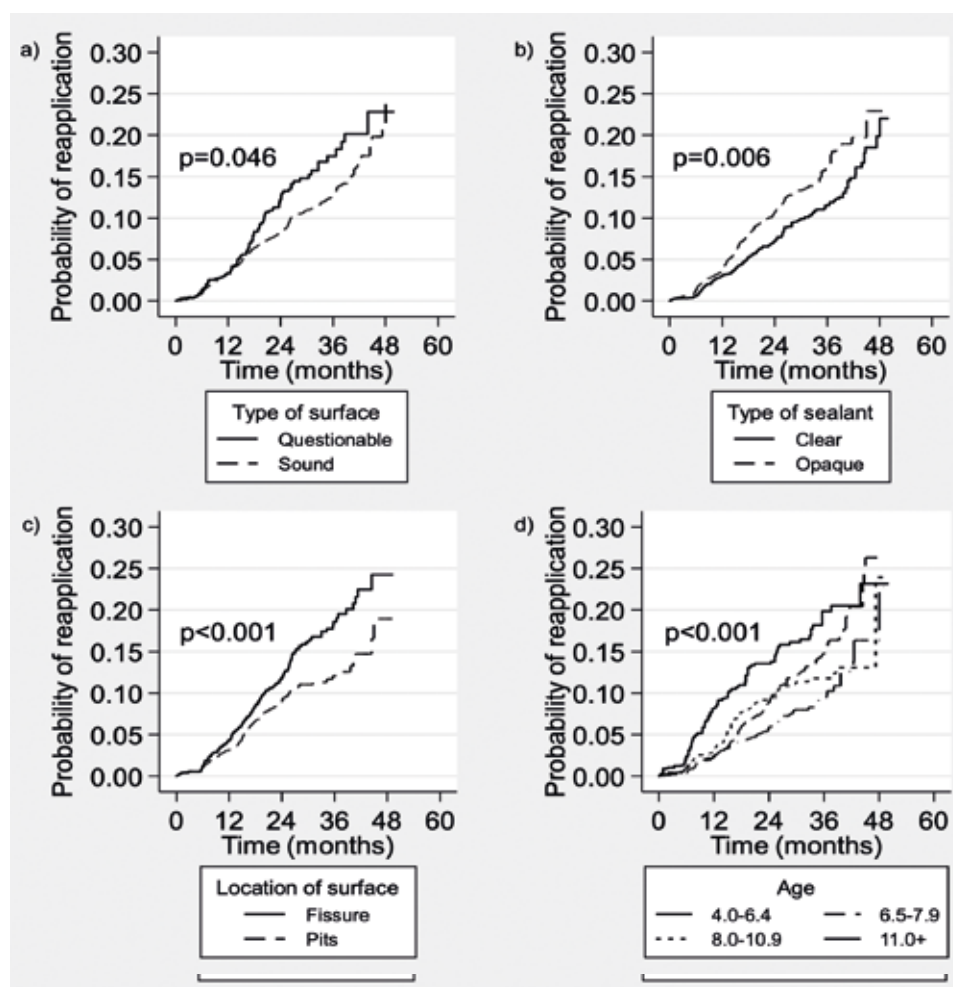 a)
Probability of reapplication
0.30
0.25
0.20
0.15
0.10
0.05
0.00
p=0.046
0 12 24 36 48 60
Time (months)
Type of surface
Questionable
Sound
b)
Probability of reapplication
0.30
0.25
0.20
0.15
0.10
0.05
0.00
p=0.006
0 12 24 36 48 60
Time (months)
Type of sealant
Clear
Opaque
c)
Probability of reapplication
0.30
0.25
0.20
0.15
0.10
0.05
0.00
p<0.001
0 12 24 36 48 60
Time (months)
Location of surface
Fissure
Pits
d)
Probability of reapplication
0.30
0.25
0.20
0.15
0.10
0.05
0.00
p<0.001
0 12 24 36 48 60
Time (months)
Age
4.0-6.4 6.5-7.9
8.0-10.9 11.0+